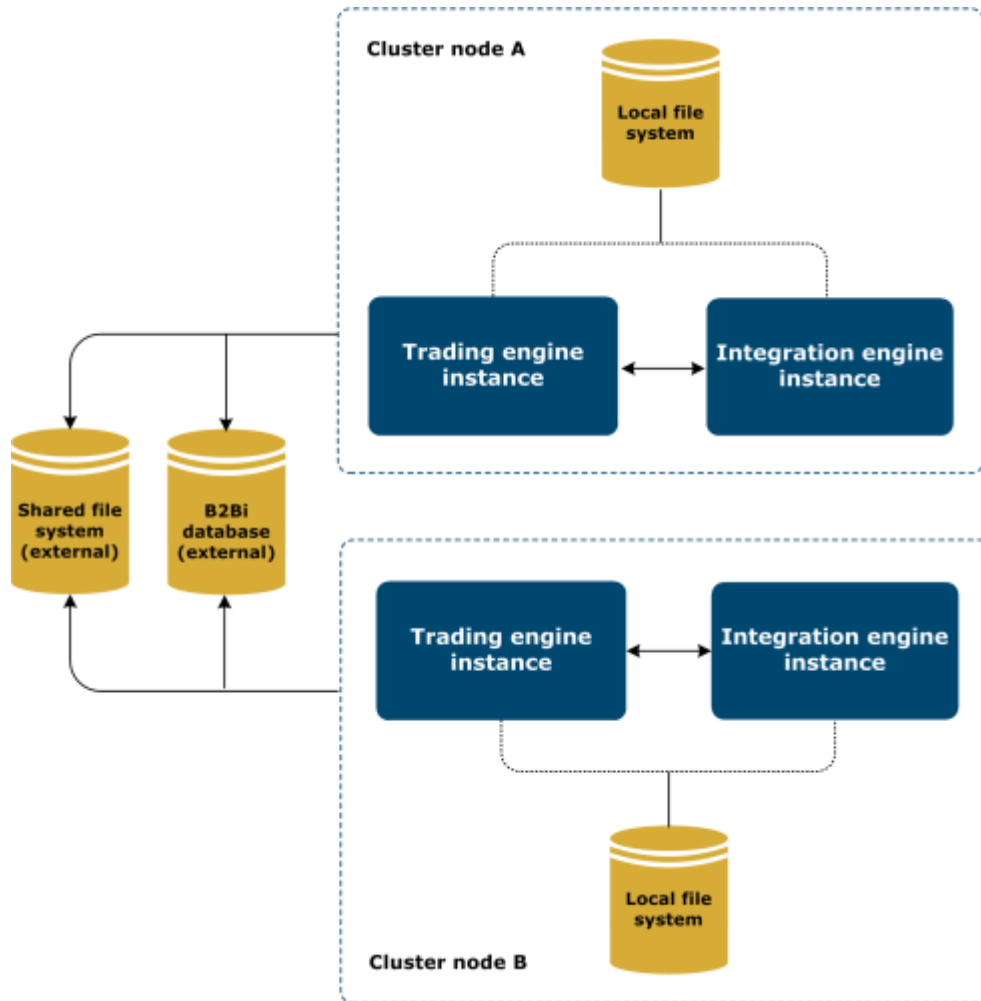 Cluster node A
Local file
system
Trading engine
instance
Integration engine
instance
Shared file
system
(external)
B2Bi
database
(external)
Trading engine
instance
Integration engine
instance
Local file
system
Cluster node B